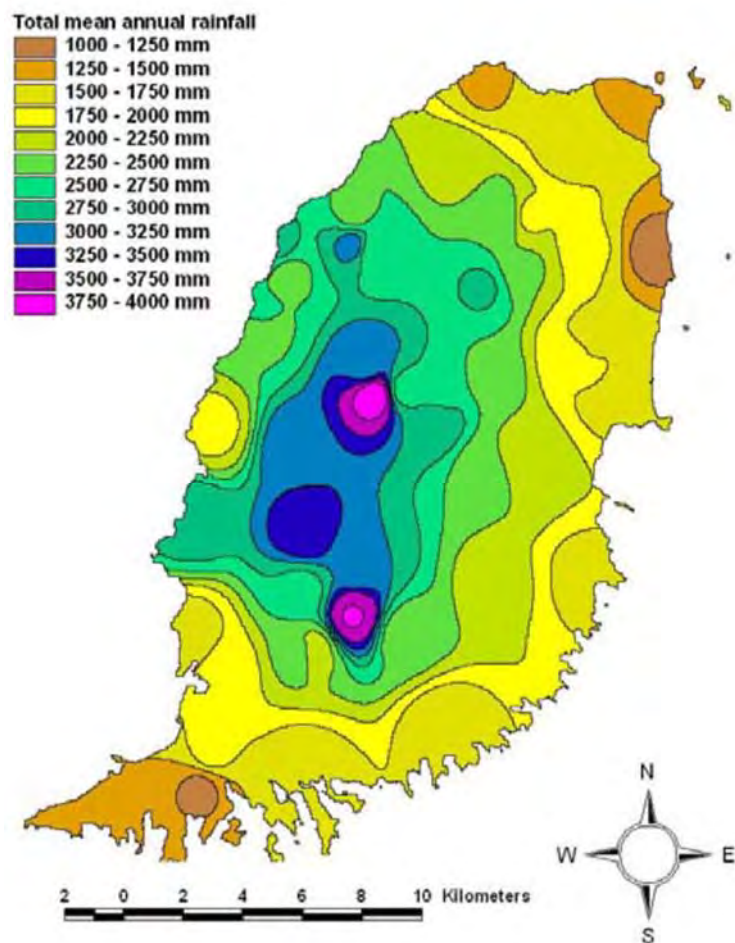 Total mean annual rainfall
1000 - 1250 mm
1250 - 1500 mm
1500 - 1750 mm
1750 - 2000 mm
2000 - 2250 mm
2250 - 2500 mm
2500 - 2750 mm
2750 - 3000 mm
3000 - 3250 mm
3250 - 3500 mm
3500 - 3750 mm
3750 - 4000 mm
N
W E
S
2 0 2 4 6 8 10 Kilometers